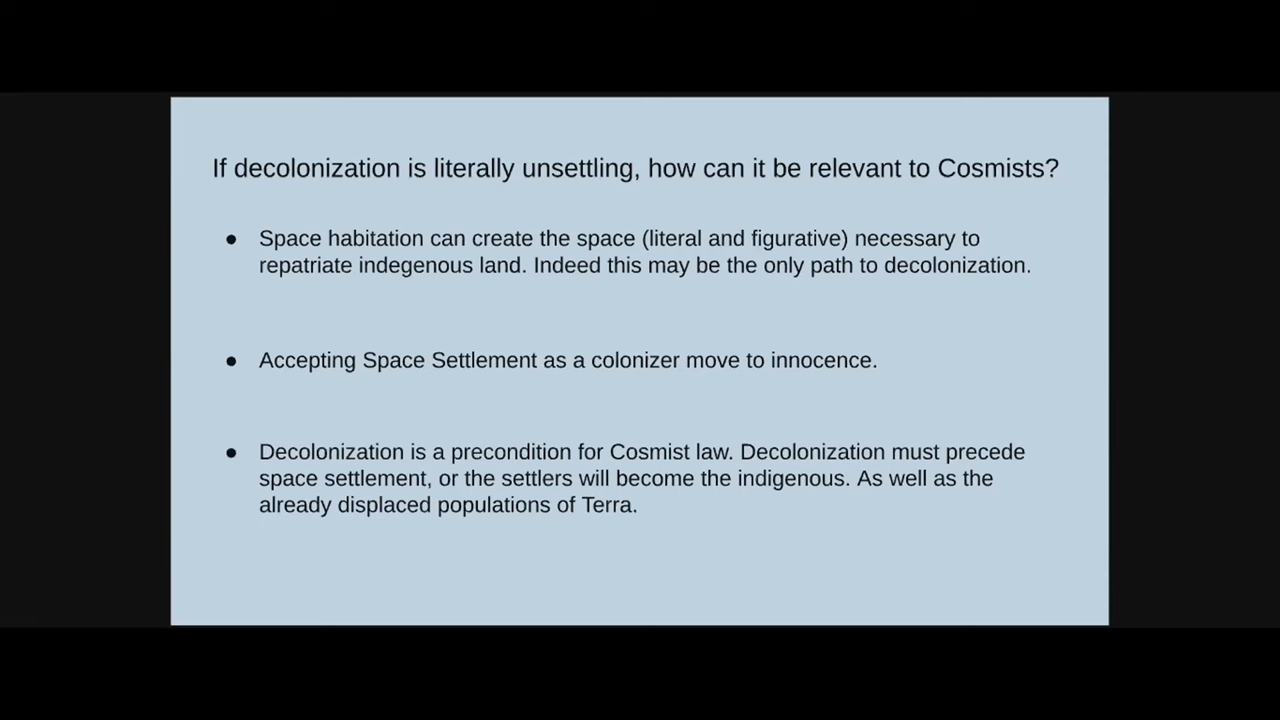 If decolonization is literally unsettling, how can it be relevant to Cosmists?
● Space habitation can create the space (literal and figurative) necessary to
repatriate indegenous land. Indeed this may be the only path to decolonization.
● Accepting Space Settlement as a colonizer move to innocence.
● Decolonization is a precondition for Cosmist law. Decolonization must precede
space settlement, or the settlers will become the indigenous. As well as the
already displaced populations of Terra.